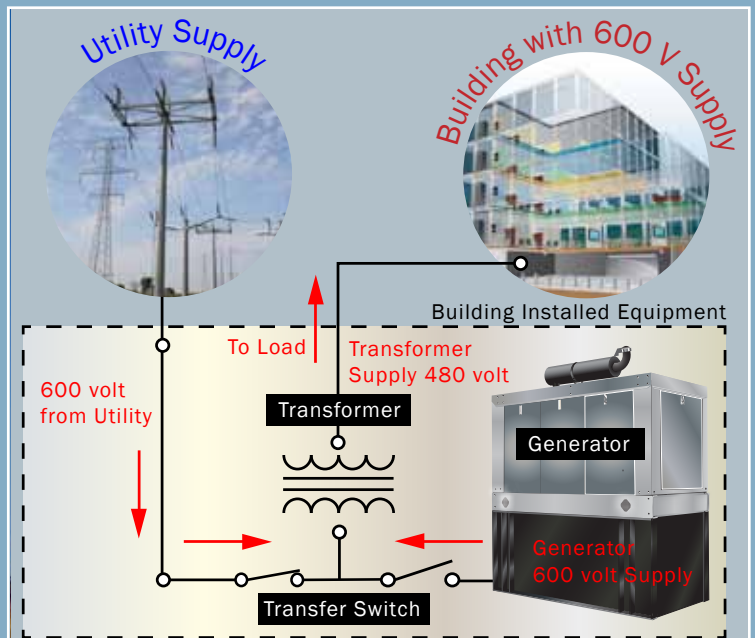 Utility Supply
Building with 600 V Supply
Building Installed Equipment
To Load
Transformer
Supply 480 volt
600 volt
from Utility
Transformer
Generator
Generator
600 volt Supply
Transfer Switch